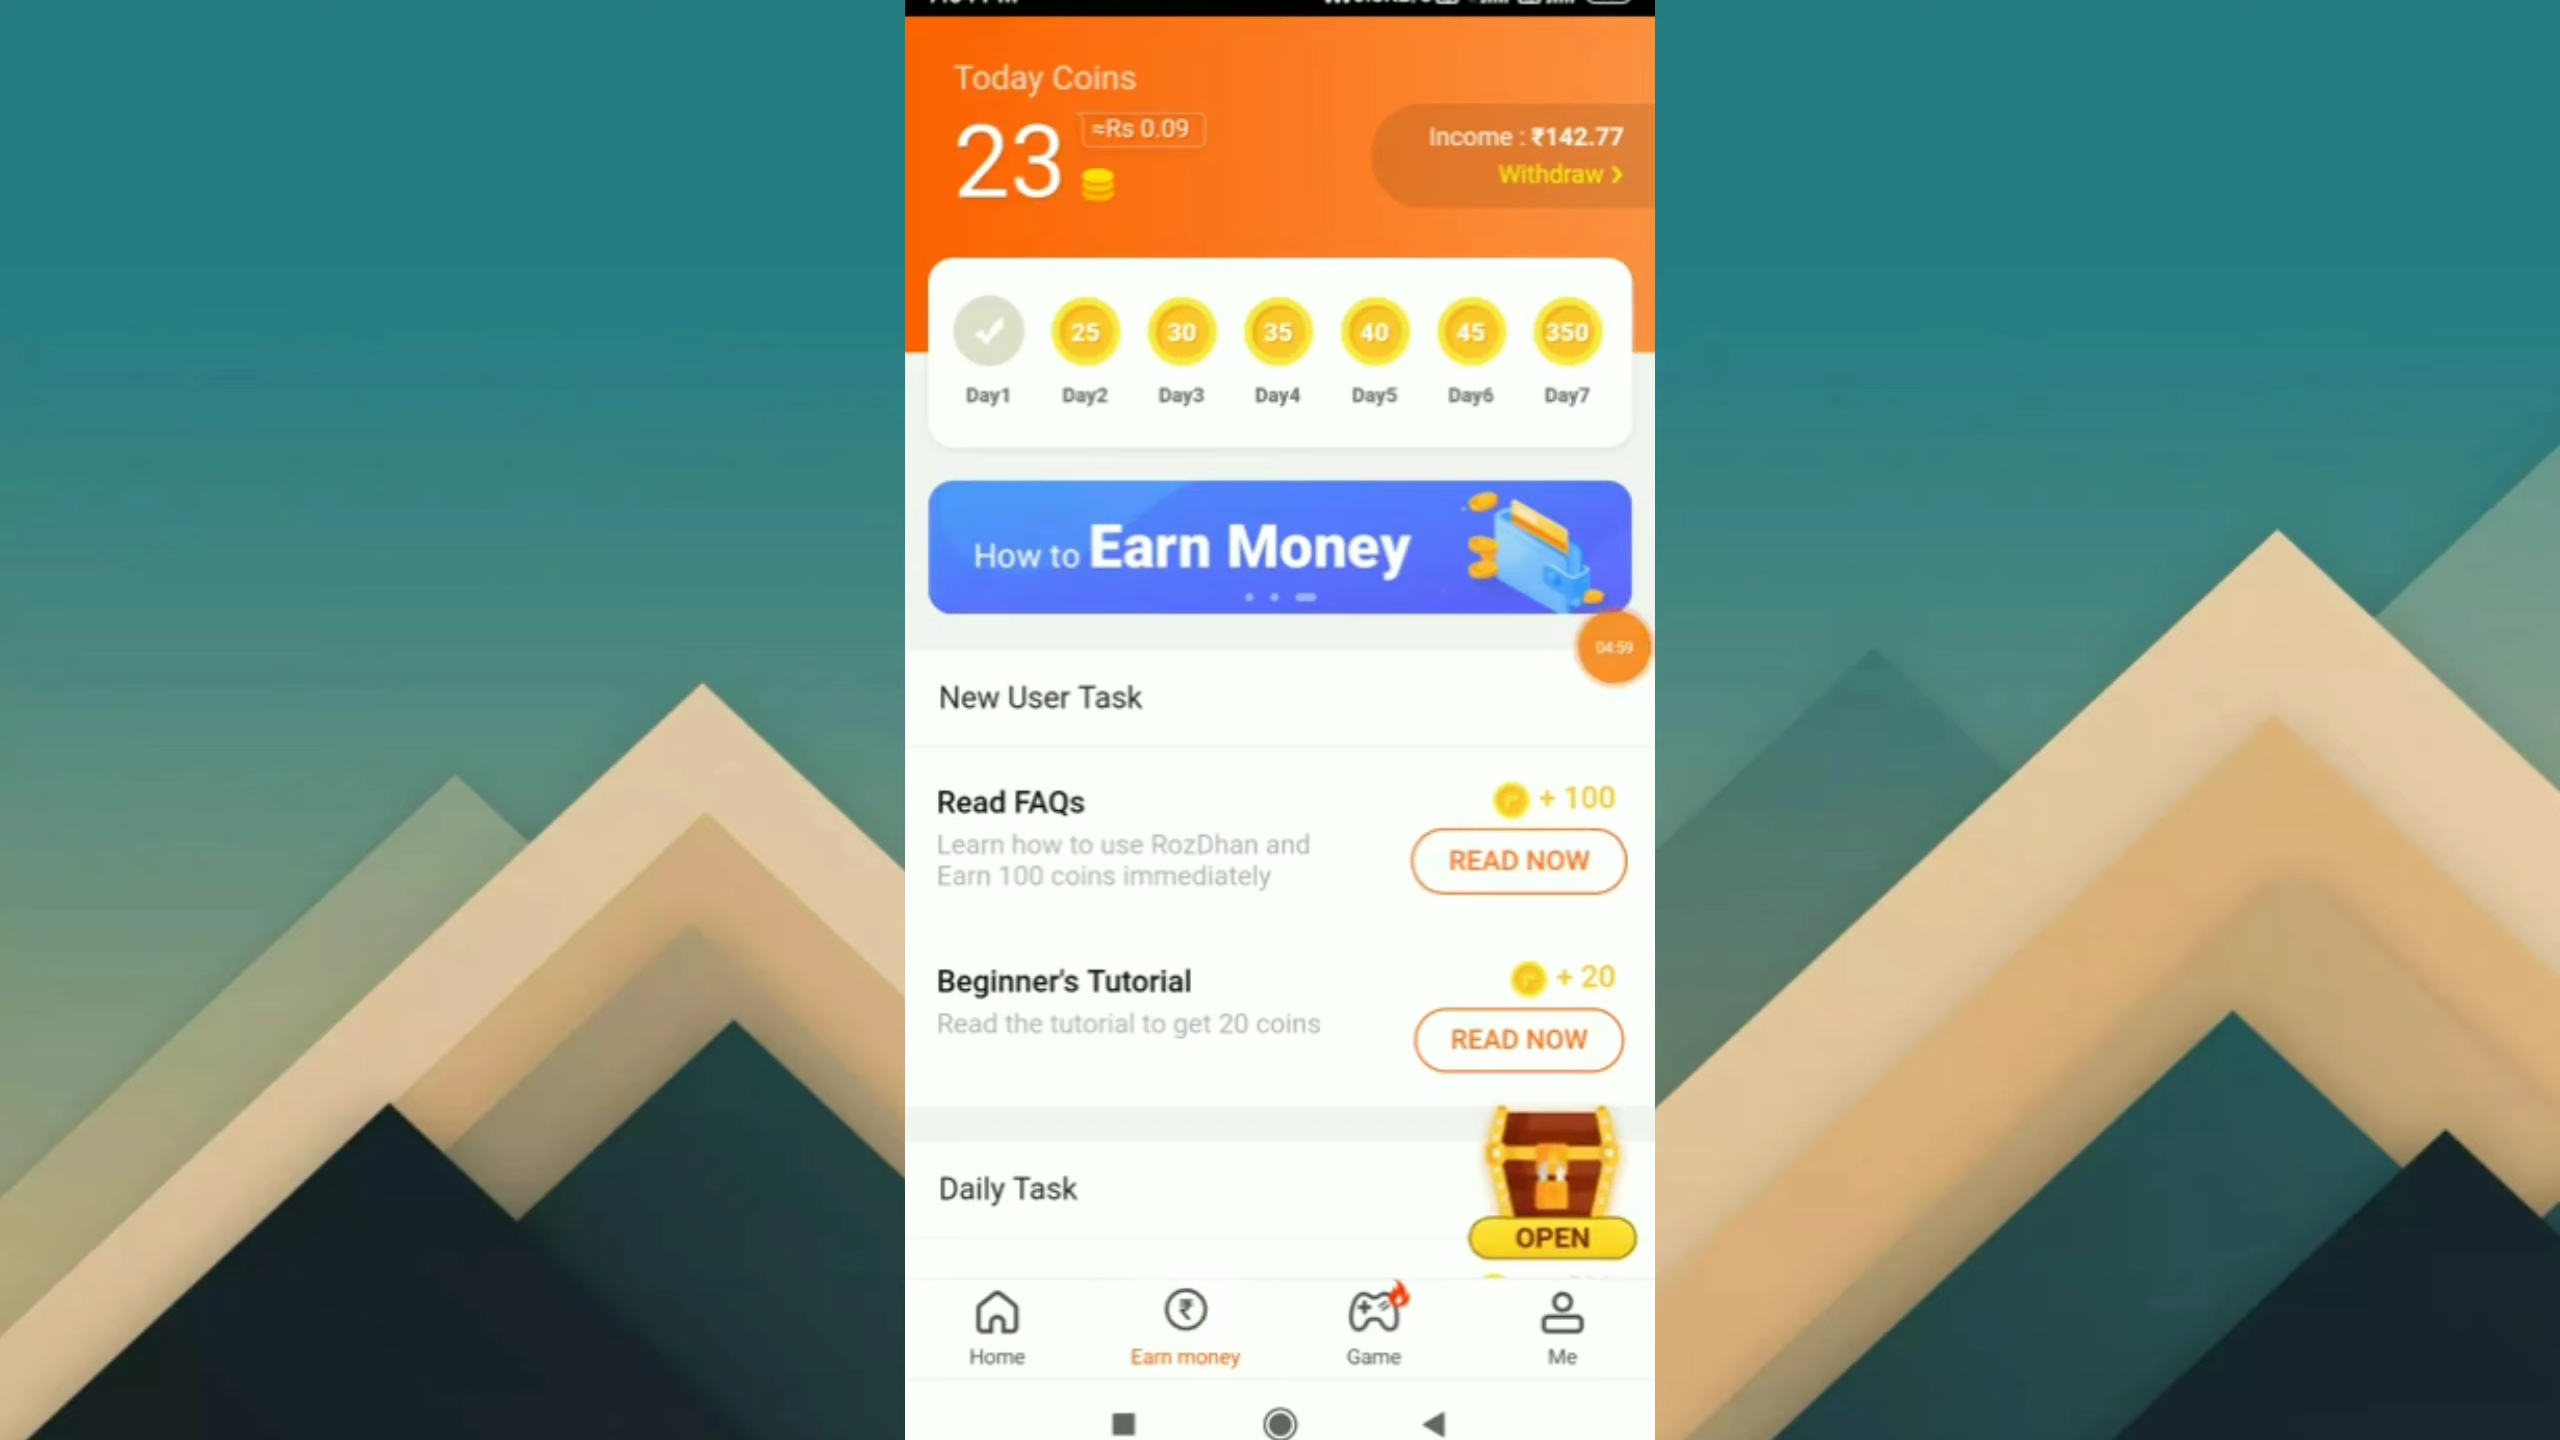 Today Coins
23 ≈Rs 0.09
Income : ₹142.77
Withdraw >
25 30 35 40 45 350
Day1 Day2 Day3 Day4 Day5 Day6 Day7
How to Earn Money
04:59
New User Task
Read FAQs
+ 100
Learn how to use RozDhan and
Earn 100 coins immediately
READ NOW
Beginner's Tutorial
+ 20
Read the tutorial to get 20 coins
READ NOW
Daily Task
OPEN
Home Earn money Game Me